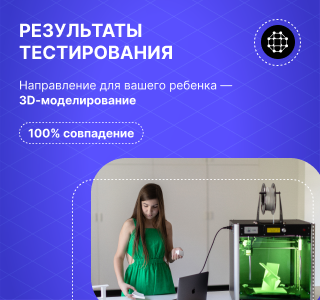 РЕЗУЛЬТАТЫ
ТЕСТИРОВАНИЯ
Направление для вашего ребенка —
3D-моделирование
100% совпадение